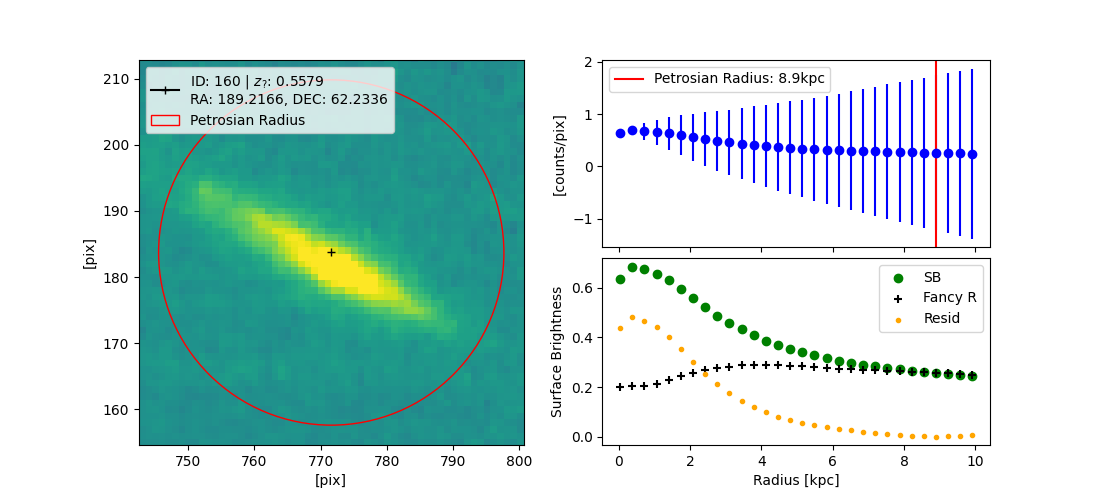 ID: 160 | z?: 0.5579
RA: 189.2166, DEC: 62.2336
Petrosian Radius
210
200
190
180
170
160
[pix]
750
760
770
780
790
800
[pix]
Petrosian Radius: 8.9kpc
2
1
0
−1
[counts/pix]
SB
Fancy R
Resid
0.6
0.4
0.2
0.0
Surface Brightness
0
2
4
6
8
10
Radius [kpc]